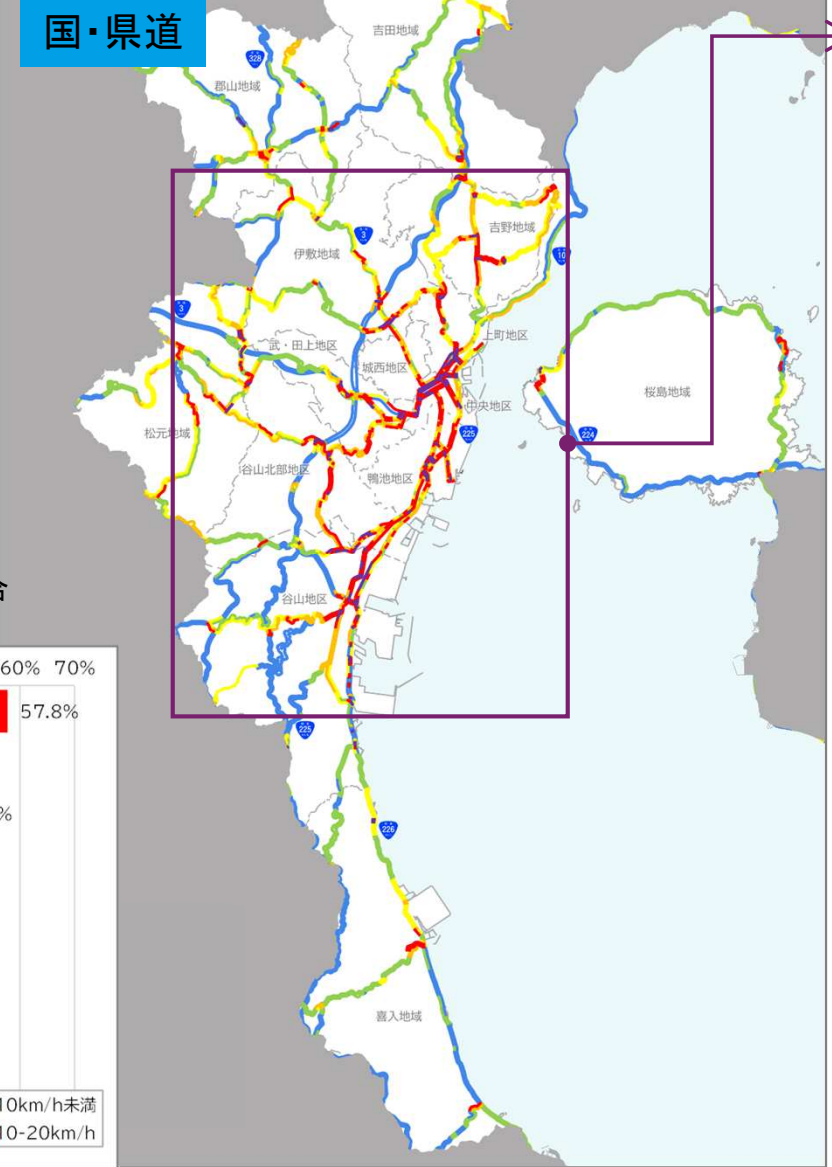 国・県道
吉田地域
328
郡山地域
3
吉野地域
伊敷地域
10
3
上町地区
武・田上地区
城西地区
桜島地域
中央地区
松元地域
225
224
谷山北部地区
鴨池地区
合
谷山地区
60% 70%
57.8%
225
%
226
喜入地域
10km/h未満
10-20km/h